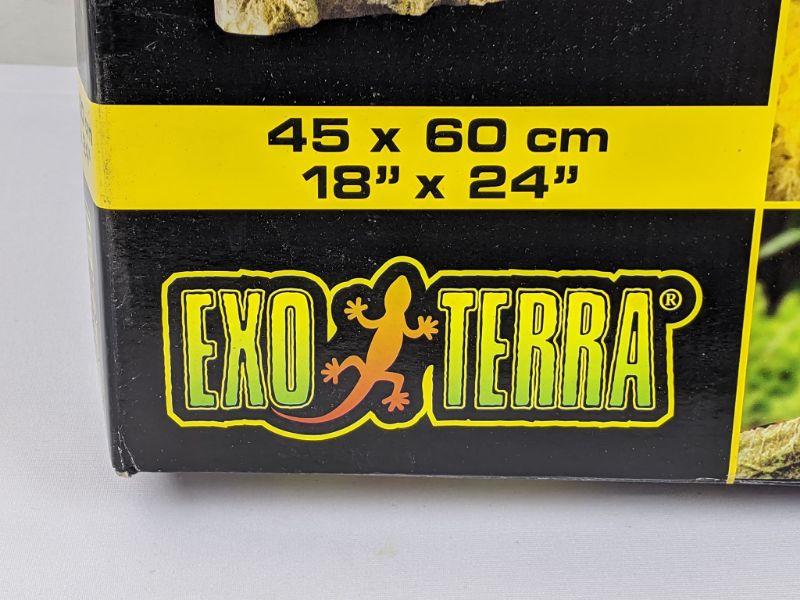 45 x 60 cm
18” x 24”
EXO TERRA®